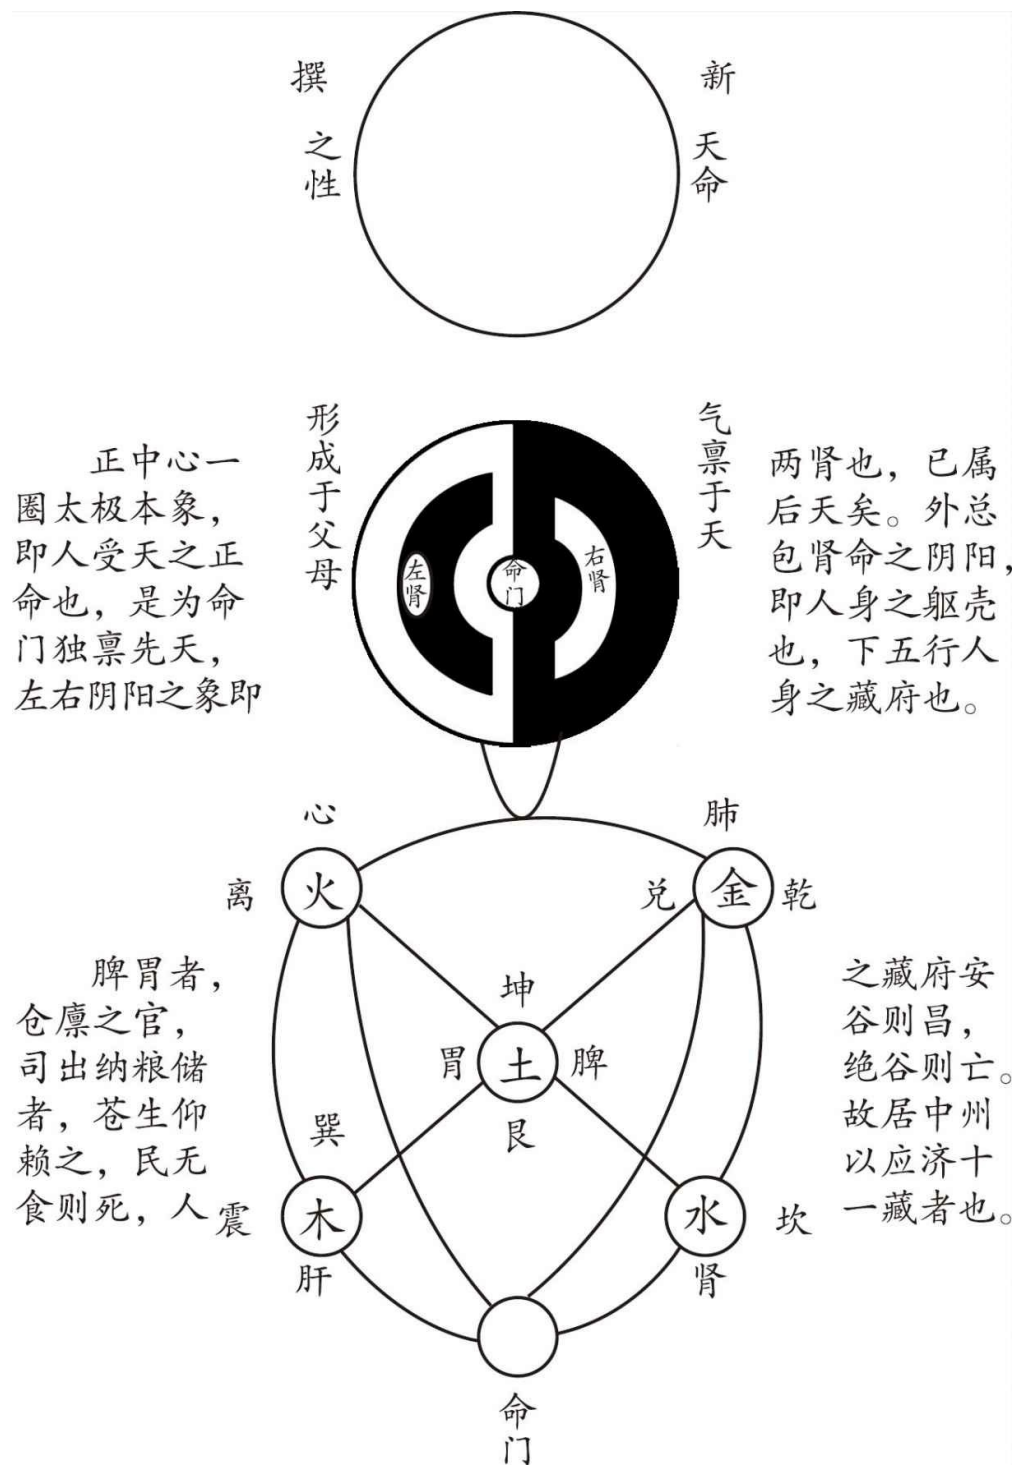 撰
新
之性
天命
形成于父母
气禀于天
正中心一
圈太极本象，
即人受天之正
命也，是为命
门独禀先天，
左右阴阳之象即
两肾也，已属
后天矣。外总
包肾命之阴阳，
即人身之躯壳
也，下五行人
身之藏府也。
左肾
命门
右肾
心
肺
离
火
兑
金
乾
坤
胃
土
脾
艮
巽
震
木
肝
水
坎
肾
脾胃者，
仓廪之官，
司出纳粮储
者，苍生仰
赖之，民无
食则死，人
之藏府安
谷则昌，
绝谷则亡。
故居中州
以应济十
一藏者也。
命门